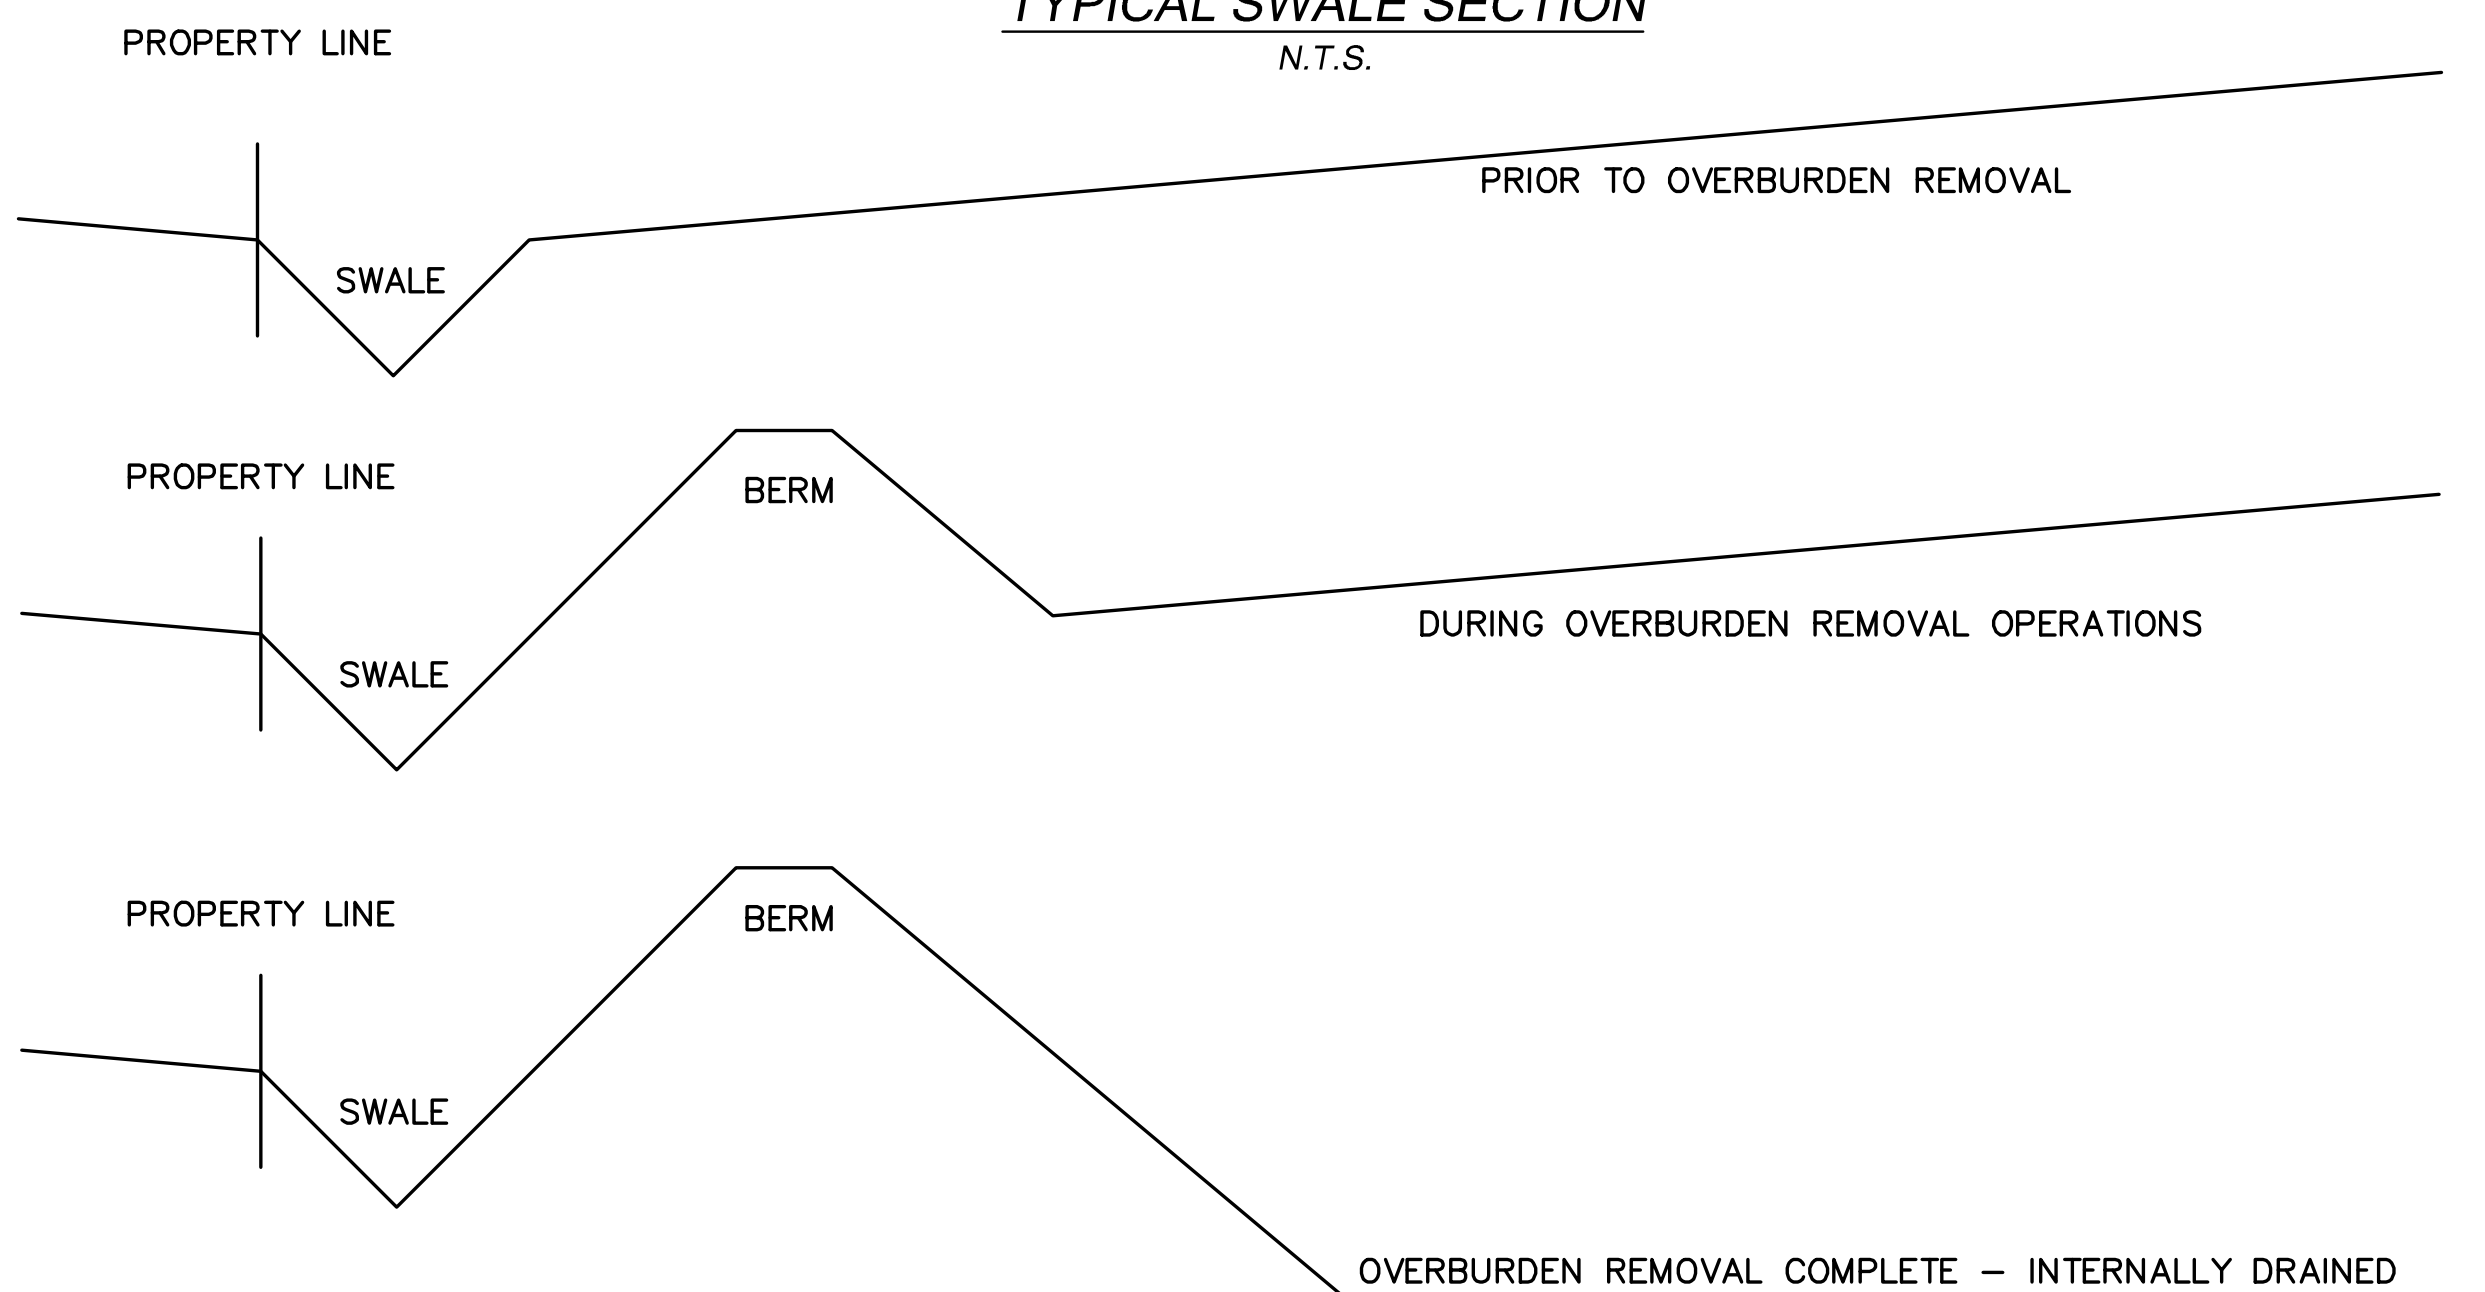 TYPICAL SWALE SECTION
N.T.S.
PROPERTY LINE
PRIOR TO OVERBURDEN REMOVAL
SWALE
PROPERTY LINE
BERM
DURING OVERBURDEN REMOVAL OPERATIONS
SWALE
PROPERTY LINE
BERM
SWALE
OVERBURDEN REMOVAL COMPLETE – INTERNALLY DRAINED